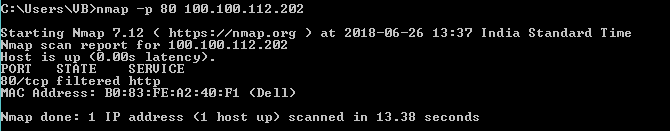 C:\Users\VB>nmap -p 80 100.100.112.202
Starting Nmap 7.12 ( https://nmap.org ) at 2018-06-26 13:37 India Standard Time
Nmap scan report for 100.100.112.202
Host is up (0.00s latency).
PORT   STATE    SERVICE
80/tcp filtered http
MAC Address: B0:83:FE:A2:40:F1 (Dell)
Nmap done: 1 IP address (1 host up) scanned in 13.38 seconds